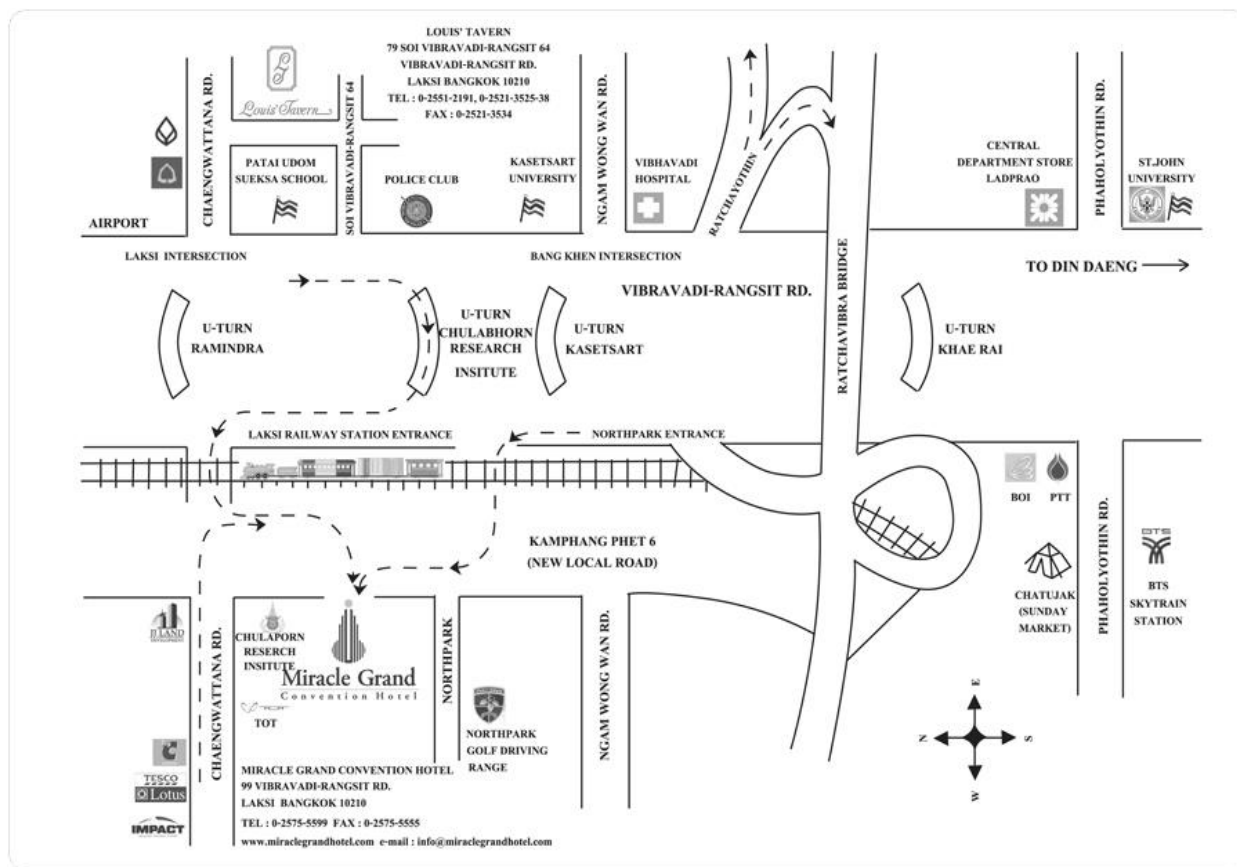 LOUIS' TAVERN
79 SOI VIBRAVADI-RANGSIT 64
VIBRAVADI-RANGSIT RD.
LAKSI BANGKOK 10210
TEL : 0-2551-2191, 0-2521-3525-38
FAX : 0-2521-3534
Louis' Tavern
CHAENGWATTANA RD.
SOI VIBRAVADI-RANGSIT 64
NGAM WONG WAN RD.
PHAHOLYOTHIN RD.
PATAI UDOM
SUEKSA SCHOOL
POLICE CLUB
KASETSART
UNIVERSITY
VIBHAVADI
HOSPITAL
RATCHAYOTHIN
CENTRAL
DEPARTMENT STORE
LADPRAO
ST.JOHN
UNIVERSITY
AIRPORT
LAKSI INTERSECTION
BANG KHEN INTERSECTION
TO DIN DAENG
VIBRAVADI-RANGSIT RD.
RATCHAVIBRA BRIDGE
U-TURN
RAMINDRA
U-TURN
CHULABHORN
RESEARCH
INSITUTE
U-TURN
KASETSART
U-TURN
KHAE RAI
LAKSI RAILWAY STATION ENTRANCE
NORTHPARK ENTRANCE
BOI
PTT
KAMPHANG PHET 6
(NEW LOCAL ROAD)
CHATUJAK
(SUNDAY
MARKET)
PHAHOLYOTHIN RD.
BTS
BTS
SKYTRAIN
STATION
CHAENGWATTANA RD.
CHULAPORN
RESERCH
INSITUTE
Miracle Grand
Convention Hotel
TOT
NORTHPARK
NORTHPARK
GOLF DRIVING
RANGE
NGAM WONG WAN RD.
E
N
S
W
TESCO
Lotus
IMPACT
MIRACLE GRAND CONVENTION HOTEL
99 VIBRAVADI-RANGSIT RD.
LAKSI BANGKOK 10210
TEL : 0-2575-5599 FAX : 0-2575-5555
www.miraclegrandhotel.com e-mail : info@miraclegrandhotel.com